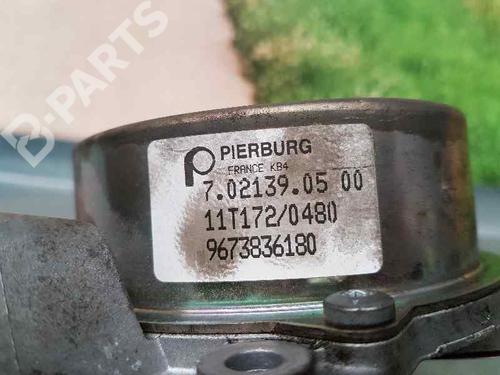 B-PARTS
PIERBURG
FRANCE KB4
7.02139.05 00
11T172/0480
9673836180